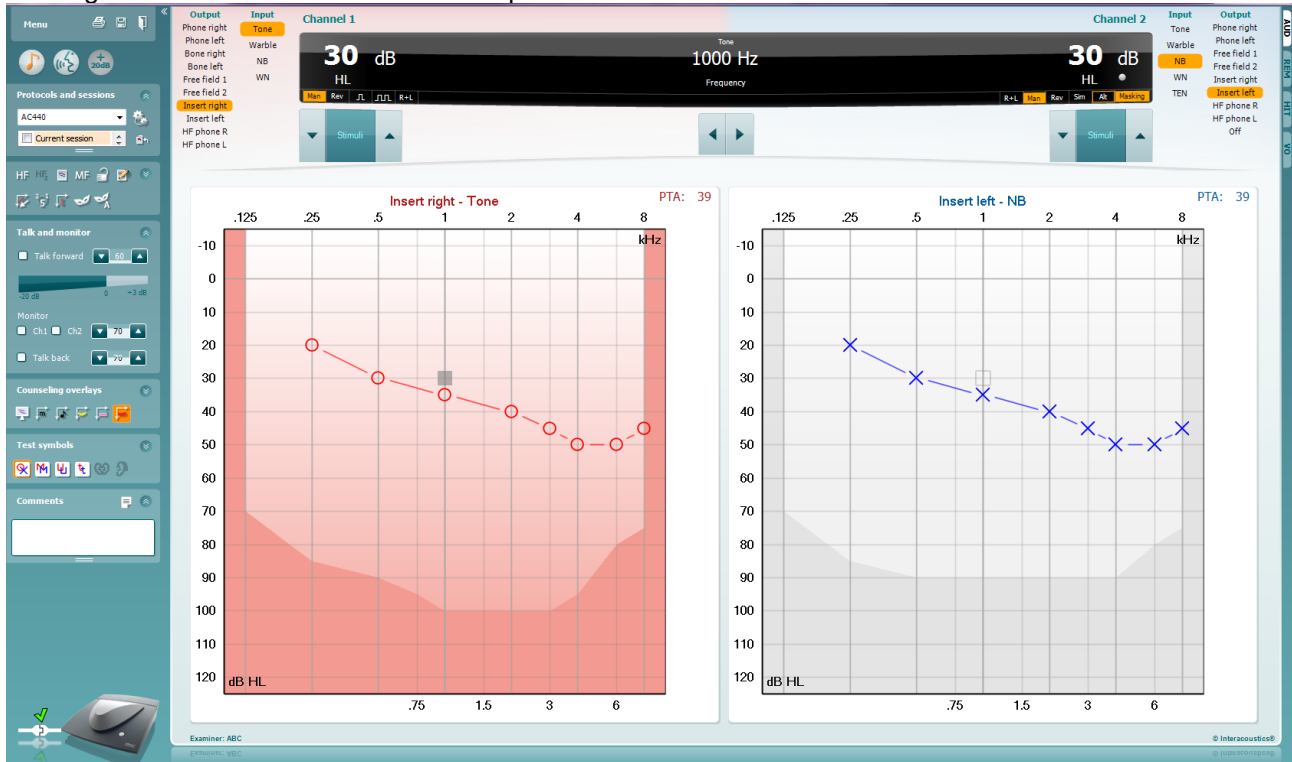 Menu
+
20dB
Protocols and sessions
AC440
Current session
HF
MF
Talk and monitor
Talk forward
60
-20 dB 0 +3 dB
Monitor
Ch1 Ch2 70
Talk back 70
Counseling overlays
Test symbols
Comments
Output
Phone right
Phone left
Bone right
Bone left
Free field 1
Free field 2
Insert right
Insert left
HF phone R
HF phone L
Input
Tone
Warble
NB
WN
Channel 1
Channel 2
30 dB
HL
Man Rev R+L
Tone
1000 Hz
Frequency
30 dB
HL
R+L Man Rev Sim Alt Masking
Stimuli
Stimuli
Input
Tone
Warble
NB
WN
TEN
Output
Phone right
Phone left
Free field 1
Free field 2
Insert right
Insert left
HF phone R
HF phone L
Off
AUD
REM
HIT
VO
Insert right - Tone
PTA: 39
.125 .25 .5 1 2 4 8
kHz
-10
0
10
20
30
40
50
60
70
80
90
100
110
120
dB HL
.75 1.5 3 6
Insert left - NB
PTA: 39
.125 .25 .5 1 2 4 8
kHz
-10
0
10
20
30
40
50
60
70
80
90
100
110
120
dB HL
.75 1.5 3 6
Examiner: ABC
© Interacoustics®